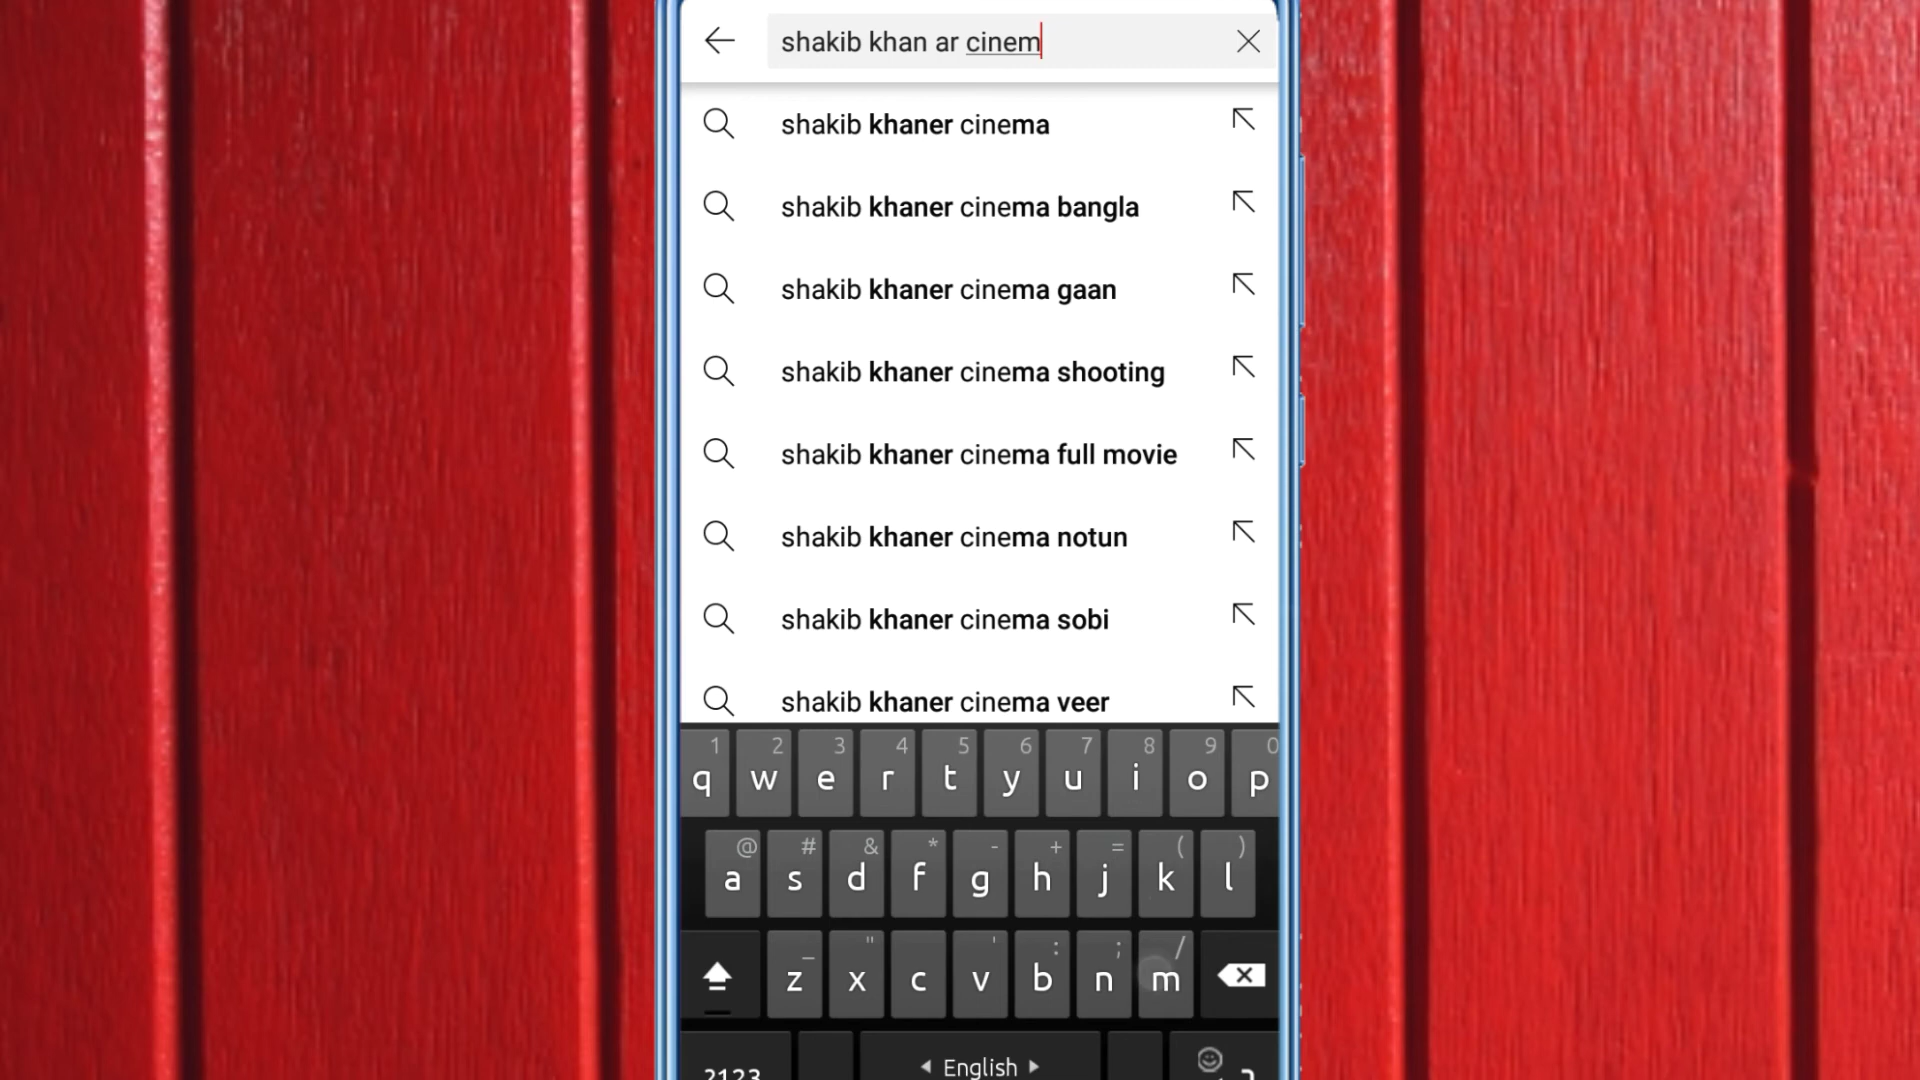 shakib khan ar cinem
shakib khaner cinema
shakib khaner cinema bangla
shakib khaner cinema gaan
shakib khaner cinema shooting
shakib khaner cinema full movie
shakib khaner cinema notun
shakib khaner cinema sobi
shakib khaner cinema veer
1 2 3 4 5 6 7 8 9 0
q w e r t y u i o p
@ # & * - + = ( )
a s d f g h j k l
_ " ' : ; /
z x c v b n m
?123 English